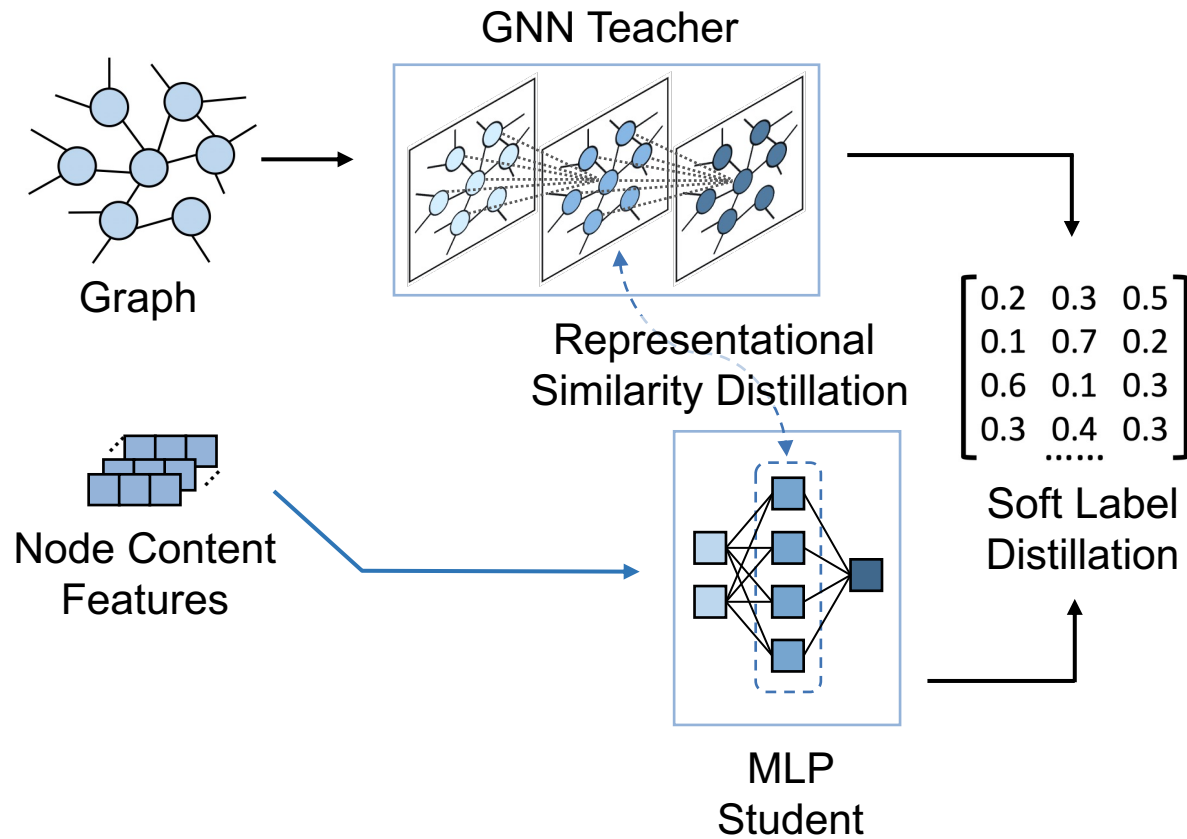 GNN Teacher
Graph
Representational
Similarity Distillation
0.2 0.3 0.5
0.1 0.7 0.2
0.6 0.1 0.3
0.3 0.4 0.3
......
Soft Label
Distillation
Node Content
Features
MLP
Student